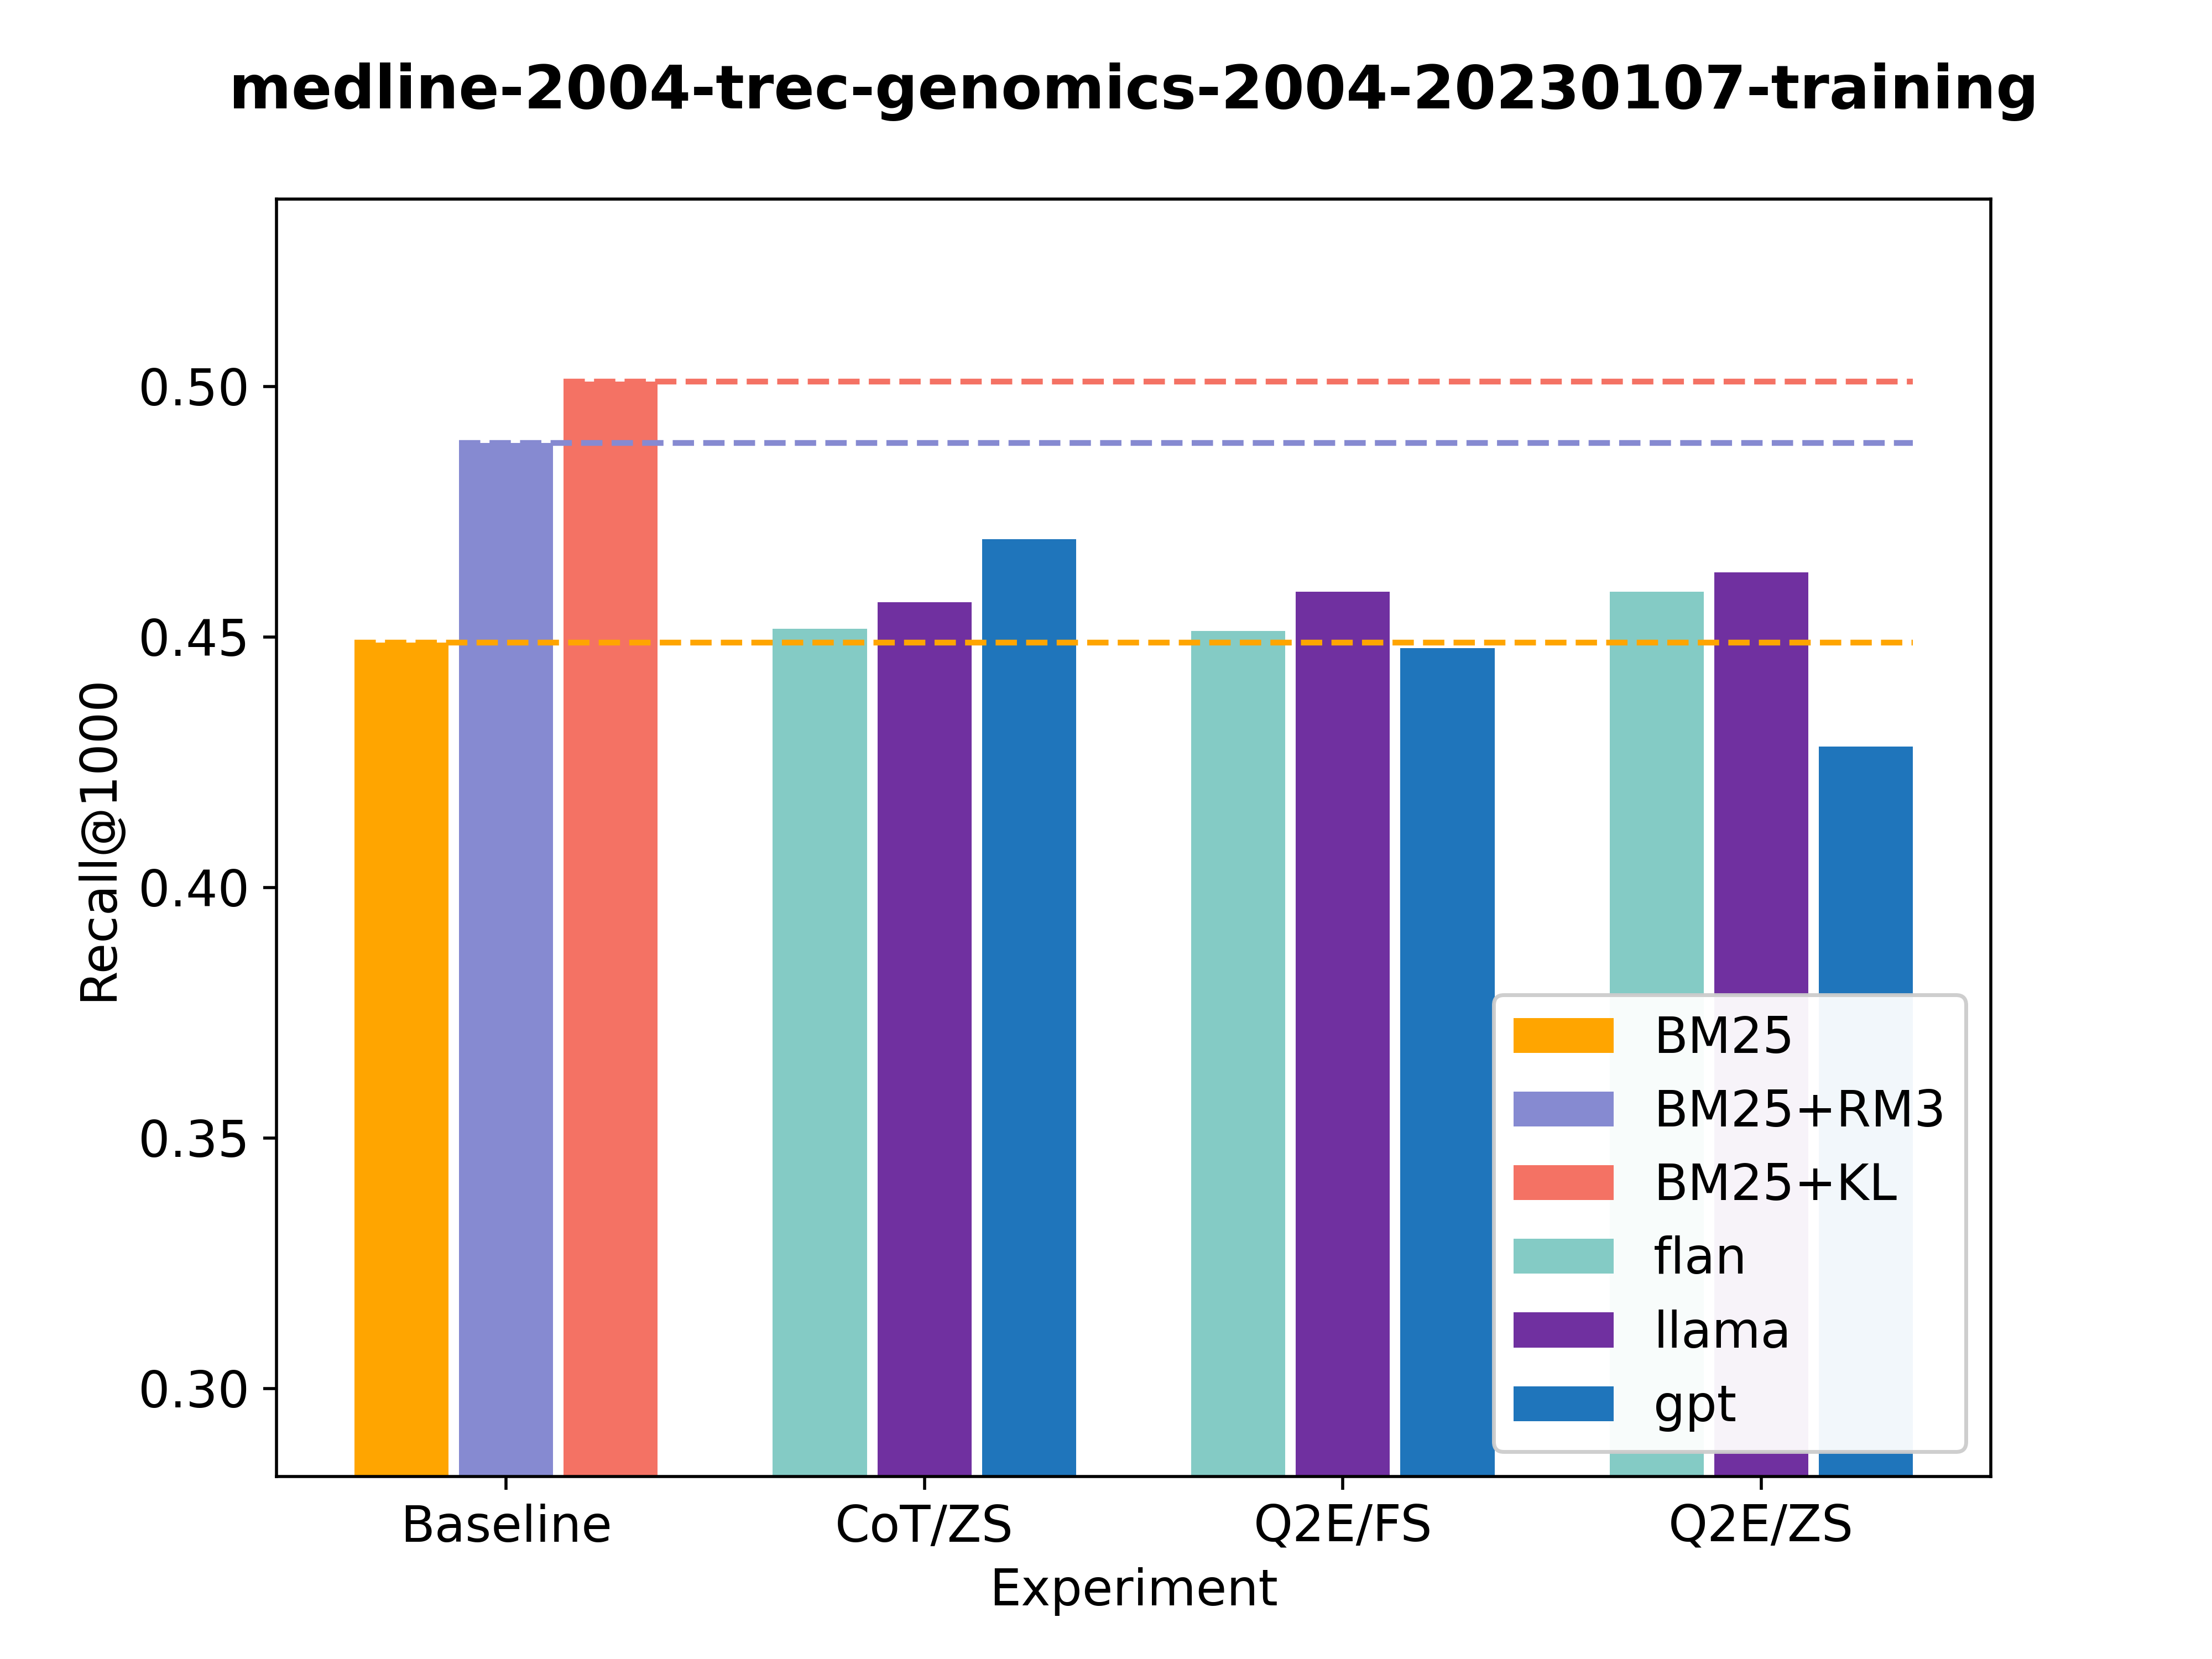 medline-2004-trec-genomics-2004-20230107-training
Recall@1000
0.50
0.45
0.40
0.35
0.30
BM25
BM25+RM3
BM25+KL
flan
llama
gpt
Baseline
CoT/ZS
Q2E/FS
Q2E/ZS
Experiment